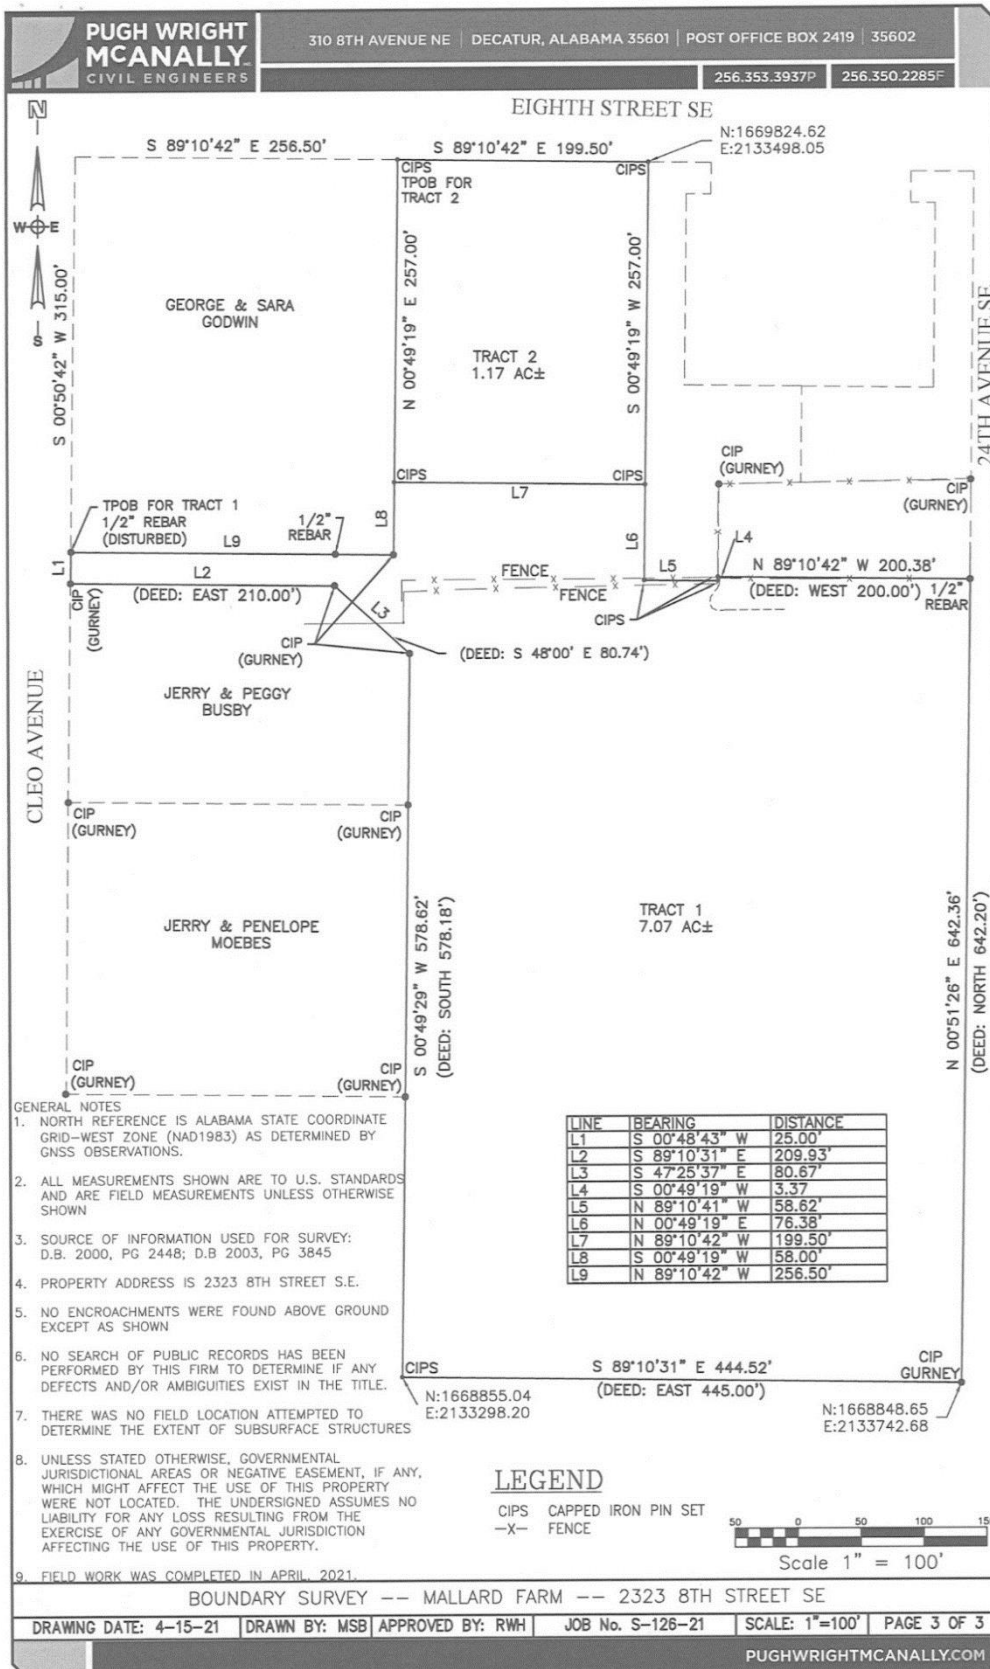 PUGH WRIGHT
MCANALLY
CIVIL ENGINEERS
310 8TH AVENUE NE | DECATUR, ALABAMA 35601 | POST OFFICE BOX 2419 | 35602
256.353.3937P
256.350.2285F
N
W E
S
EIGHTH STREET SE
N:1669824.62
E:2133498.05
S 89°10'42" E 256.50'
S 89°10'42" E 199.50'
CIPS
TPOB FOR
TRACT 2
CIPS
S 00°50'42" W 315.00'
GEORGE & SARA
GODWIN
N 00°49'19" E 257.00'
TRACT 2
1.17 AC±
S 00°49'19" W 257.00'
24TH AVENUE SE
CIP
(GURNEY)
CIPS
CIPS
L7
CIP
(GURNEY)
TPOB FOR TRACT 1
1/2" REBAR
(DISTURBED)
1/2"
REBAR
L8
L9
L6
L4
L1
L2
(DEED: EAST 210.00')
CIP
(GURNEY)
L3
FENCE
FENCE
L5
N 89°10'42" W 200.38'
(DEED: WEST 200.00')
1/2"
REBAR
CIPS
CIP
(GURNEY)
(DEED: S 48°00' E 80.74')
CLEO AVENUE
JERRY & PEGGY
BUSBY
CIP
(GURNEY)
CIP
(GURNEY)
JERRY & PENELOPE
MOEBES
S 00°49'29" W 578.62'
(DEED: SOUTH 578.18')
TRACT 1
7.07 AC±
N 00°51'26" E 642.36'
(DEED: NORTH 642.20')
CIP
(GURNEY)
CIP
(GURNEY)
GENERAL NOTES
1. NORTH REFERENCE IS ALABAMA STATE COORDINATE
GRID-WEST ZONE (NAD1983) AS DETERMINED BY
GNSS OBSERVATIONS.
2. ALL MEASUREMENTS SHOWN ARE TO U.S. STANDARDS
AND ARE FIELD MEASUREMENTS UNLESS OTHERWISE
SHOWN
3. SOURCE OF INFORMATION USED FOR SURVEY:
D.B. 2000, PG 2448; D.B 2003, PG 3845
4. PROPERTY ADDRESS IS 2323 8TH STREET S.E.
5. NO ENCROACHMENTS WERE FOUND ABOVE GROUND
EXCEPT AS SHOWN
6. NO SEARCH OF PUBLIC RECORDS HAS BEEN
PERFORMED BY THIS FIRM TO DETERMINE IF ANY
DEFECTS AND/OR AMBIGUITIES EXIST IN THE TITLE.
7. THERE WAS NO FIELD LOCATION ATTEMPTED TO
DETERMINE THE EXTENT OF SUBSURFACE STRUCTURES
8. UNLESS STATED OTHERWISE, GOVERNMENTAL
JURISDICTIONAL AREAS OR NEGATIVE EASEMENT, IF ANY,
WHICH MIGHT AFFECT THE USE OF THIS PROPERTY
WERE NOT LOCATED. THE UNDERSIGNED ASSUMES NO
LIABILITY FOR ANY LOSS RESULTING FROM THE
EXERCISE OF ANY GOVERNMENTAL JURISDICTION
AFFECTING THE USE OF THIS PROPERTY.
9. FIELD WORK WAS COMPLETED IN APRIL, 2021.
LINE BEARING DISTANCE
L1 S 00°48'43" W 25.00'
L2 S 89°10'31" E 209.93'
L3 S 47°25'37" E 80.67'
L4 S 00°49'19" W 3.37
L5 N 89°10'41" W 58.62'
L6 N 00°49'19" E 76.38'
L7 N 89°10'42" W 199.50'
L8 S 00°49'19" W 58.00'
L9 N 89°10'42" W 256.50'
CIPS
S 89°10'31" E 444.52'
(DEED: EAST 445.00')
CIP
GURNEY
N:1668855.04
E:2133298.20
N:1668848.65
E:2133742.68
LEGEND
CIPS CAPPED IRON PIN SET
-X- FENCE
50 0 50 100 15
Scale 1" = 100'
BOUNDARY SURVEY -- MALLARD FARM -- 2323 8TH STREET SE
DRAWING DATE: 4-15-21 DRAWN BY: MSB APPROVED BY: RWH JOB No. S-126-21 SCALE: 1"=100' PAGE 3 OF 3
PUGHWRIGHTMCANALLY.COM